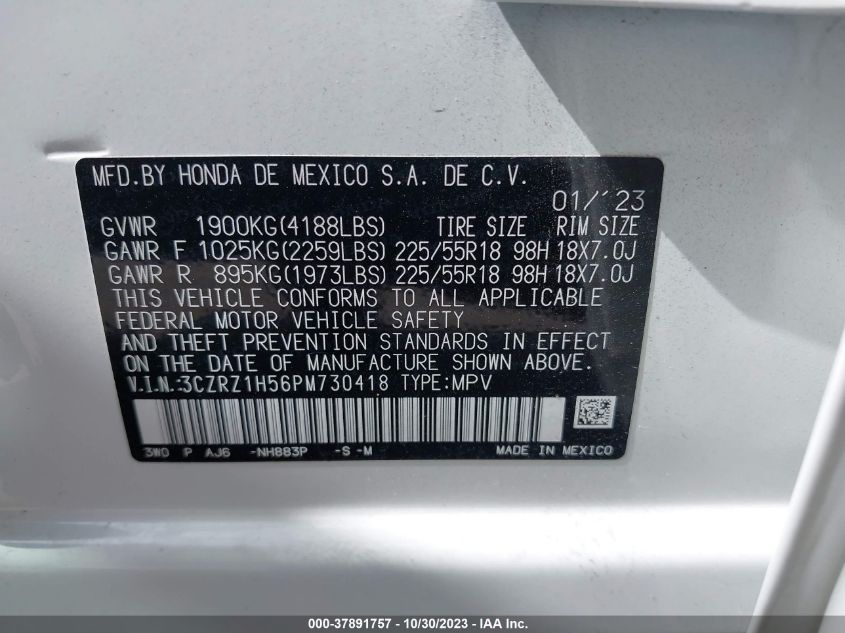 MFD.BY HONDA DE MEXICO S.A. DE C.V.
01/'23
GVWR 1900KG(4188LBS) TIRE SIZE RIM SIZE
GAWR F 1025KG(2259LBS) 225/55R18 98H 18X7.0J
GAWR R 895KG(1973LBS) 225/55R18 98H 18X7.0J
THIS VEHICLE CONFORMS TO ALL APPLICABLE
FEDERAL MOTOR VEHICLE SAFETY
AND THEFT PREVENTION STANDARDS IN EFFECT
ON THE DATE OF MANUFACTURE SHOWN ABOVE.
V.I.N.:3CZRZ1H56PM730418 TYPE:MPV
3W0 P AJ6 -NH883P -S-M MADE IN MEXICO
000-37891757 - 10/30/2023 - © Copyright 2023 IAA, Inc.